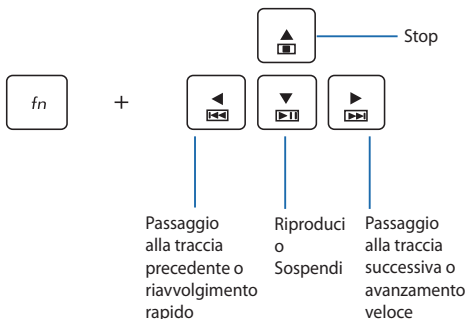 Stop
fn
+
Passaggio
alla traccia
precedente o
riavvolgimento
rapido
Riproduci
o
Sospendi
Passaggio
alla traccia
successiva o
avanzamento
veloce